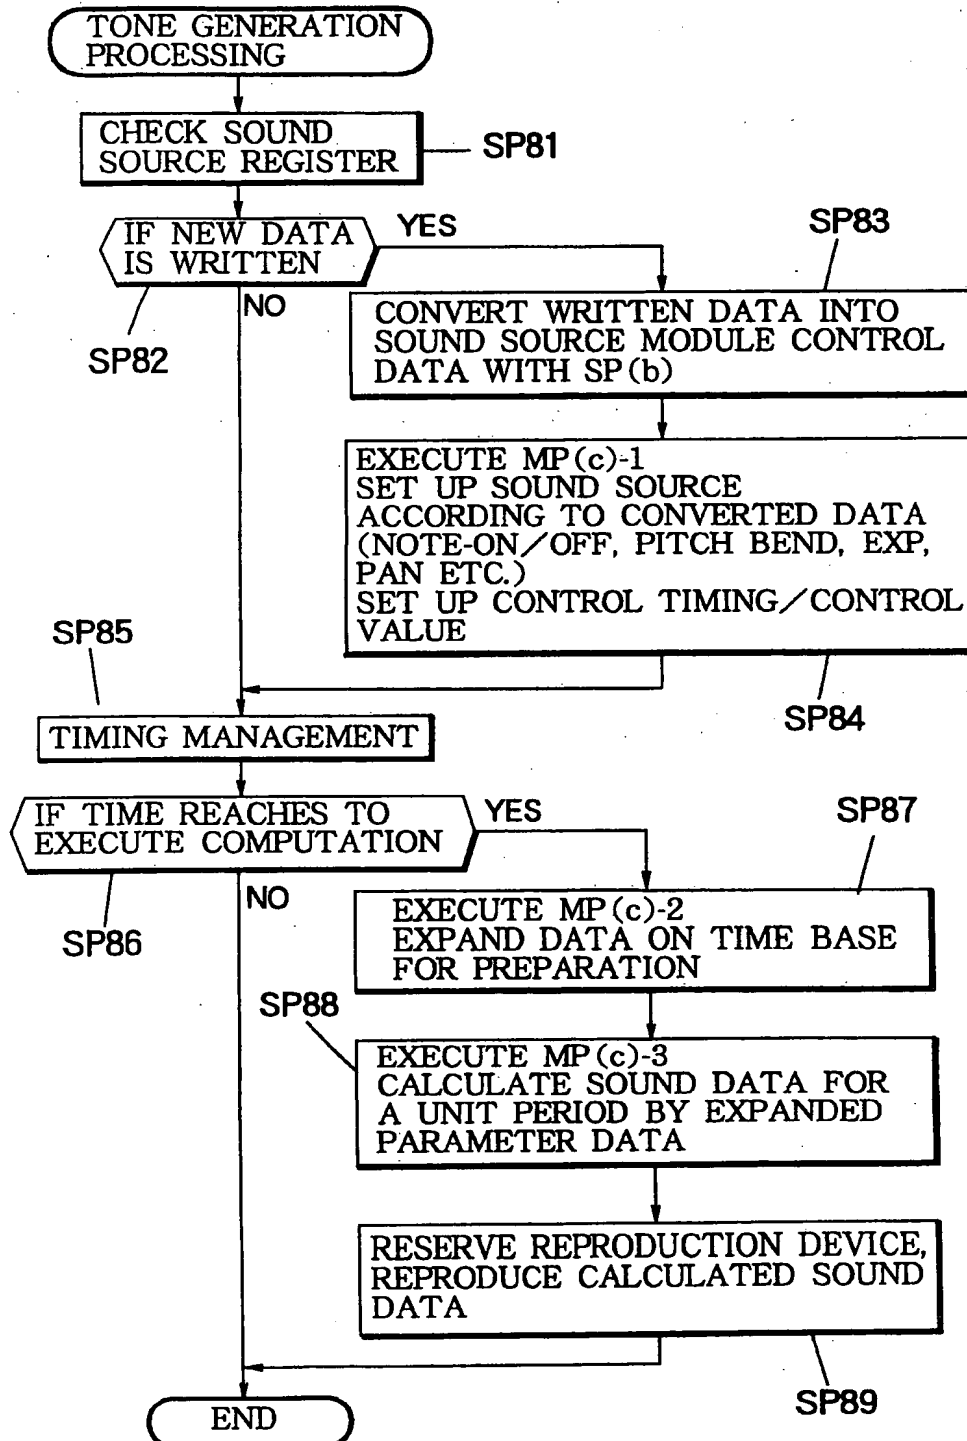 TONE GENERATION
PROCESSING
CHECK SOUND
SOURCE REGISTER
SP81
IF NEW DATA
IS WRITTEN
YES
NO
SP82
SP83
CONVERT WRITTEN DATA INTO
SOUND SOURCE MODULE CONTROL
DATA WITH SP(b)
EXECUTE MP(c)-1
SET UP SOUND SOURCE
ACCORDING TO CONVERTED DATA
(NOTE-ON/OFF, PITCH BEND, EXP,
PAN ETC.)
SET UP CONTROL TIMING/CONTROL
VALUE
SP84
SP85
TIMING MANAGEMENT
IF TIME REACHES TO
EXECUTE COMPUTATION
YES
NO
SP86
SP87
EXECUTE MP(c)-2
EXPAND DATA ON TIME BASE
FOR PREPARATION
SP88
EXECUTE MP(c)-3
CALCULATE SOUND DATA FOR
A UNIT PERIOD BY EXPANDED
PARAMETER DATA
RESERVE REPRODUCTION DEVICE,
REPRODUCE CALCULATED SOUND
DATA
SP89
END